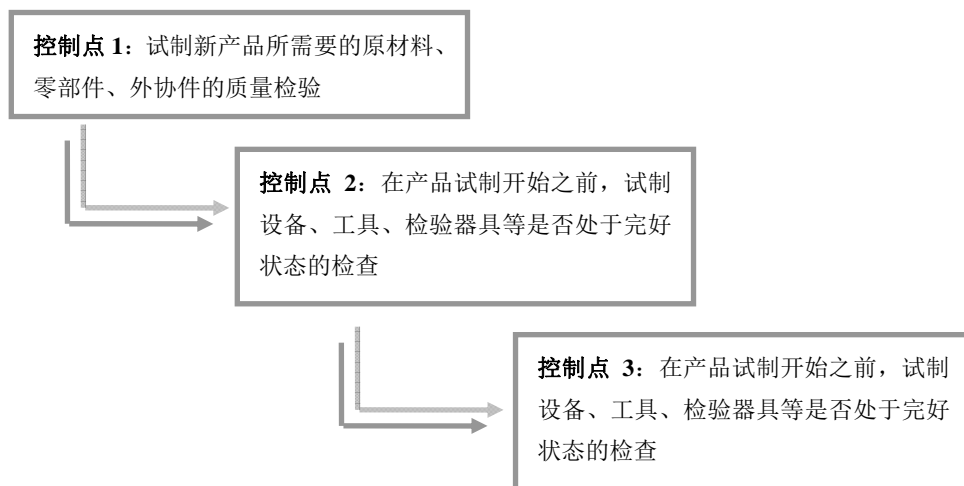 控制点 1：试制新产品所需要的原材料、
零部件、外协件的质量检验
控制点 2：在产品试制开始之前，试制
设备、工具、检验器具等是否处于完好
状态的检查
控制点 3：在产品试制开始之前，试制
设备、工具、检验器具等是否处于完好
状态的检查